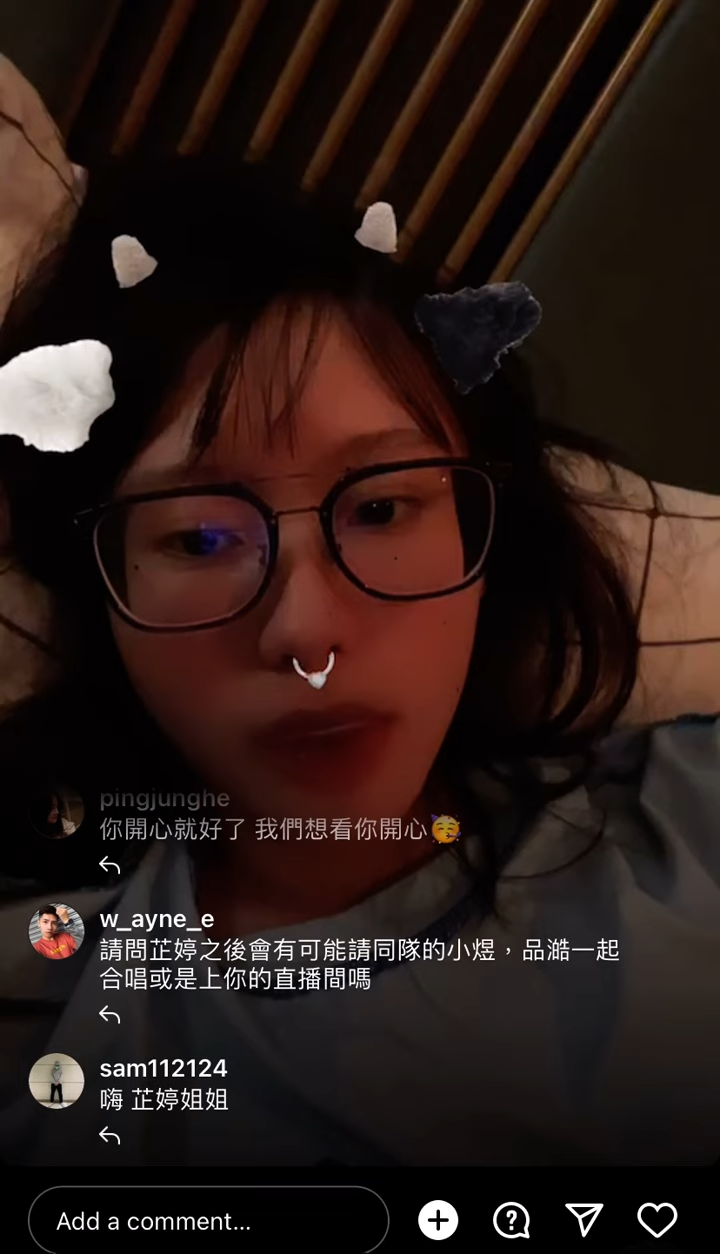 pingjunghe
你開心就好了 我們想看你開心🥳
w_ayne_e
請問芷婷之後會有可能請同隊的小煜，品澔一起
合唱或是上你的直播間嗎
sam112124
嗨 芷婷姐姐
Add a comment...